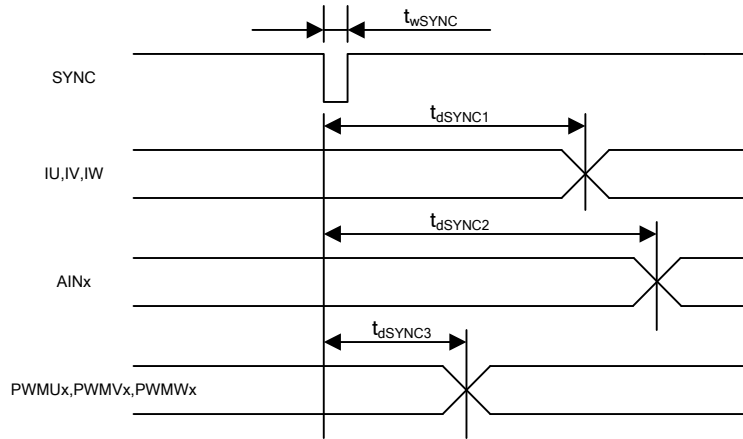 twSYNC
SYNC
tdSYNC1
IU,IV,IW
tdSYNC2
AINx
tdSYNC3
PWMUx,PWMVx,PWMWx